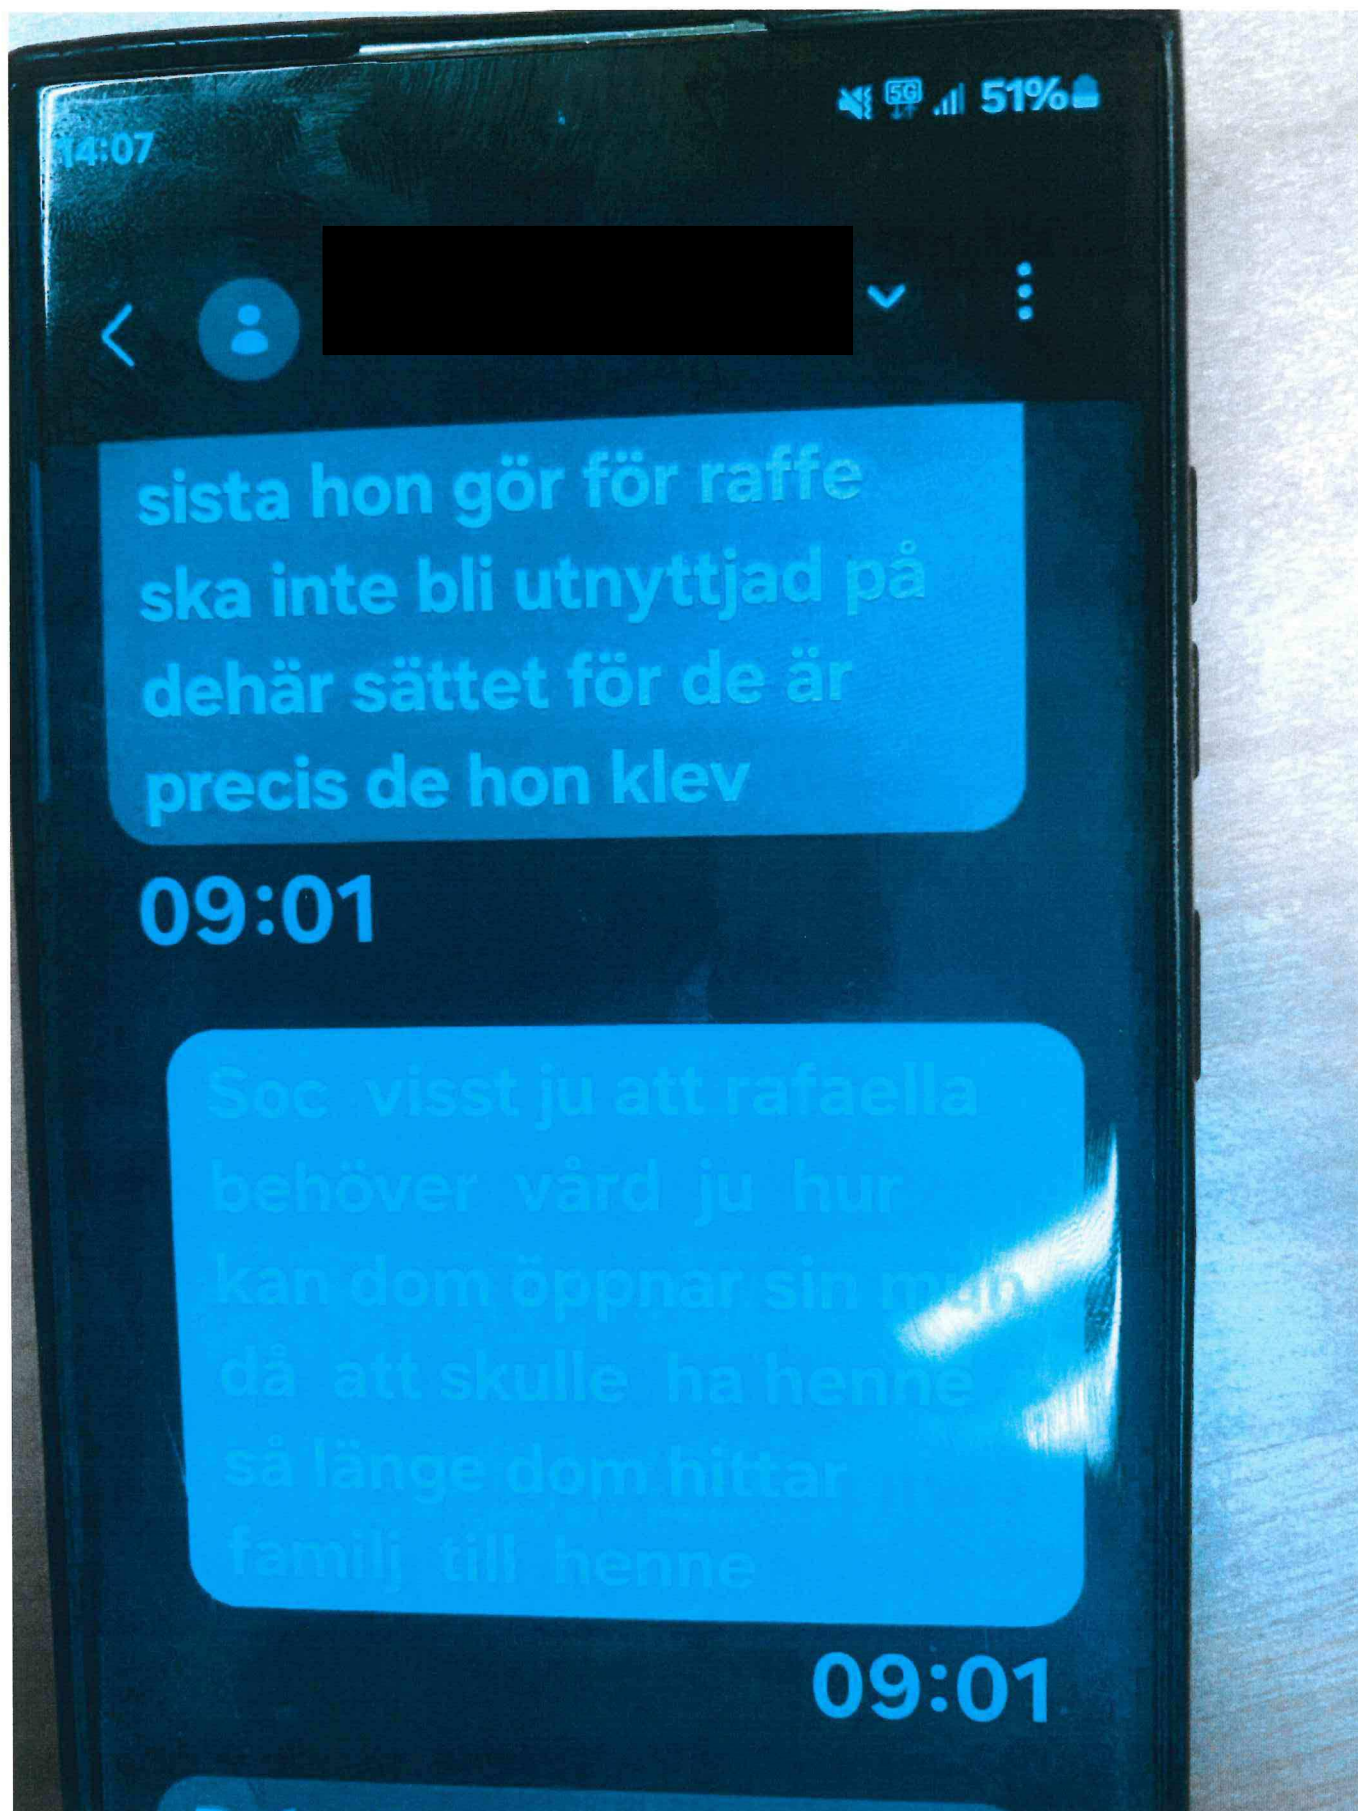 14:07
5G 51%
sista hon gör för raffe
ska inte bli utnyttjad på
dehär sättet för de är
precis de hon klev
09:01
Soc visst ju att rafaella
behöver vård ju hur
kan dom öppnar sin mun
då att skulle ha henne
så länge dom hittar
familj till henne
09:01